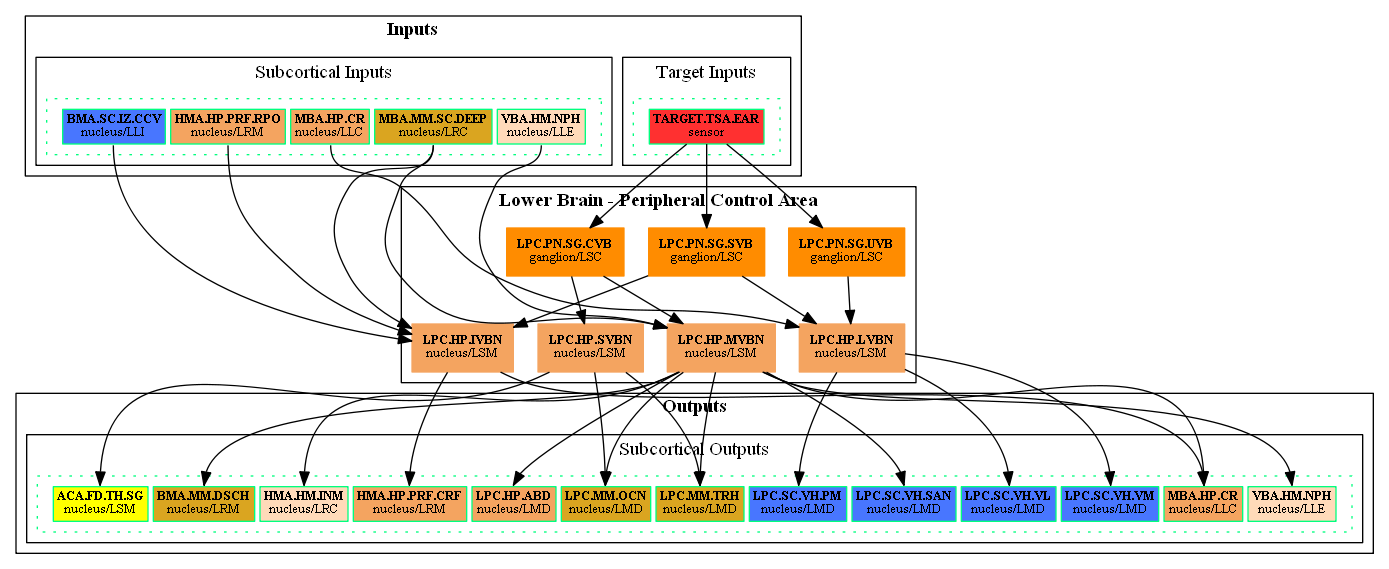 Inputs
Subcortical Inputs
Target Inputs
BMA.SC.IZ.CCV
nucleus/LLI
HMA.HP.PRF.RPO
nucleus/LRM
MBA.HP.CR
nucleus/LLC
MBA.MM.SC.DEEP
nucleus/LRC
VBA.HM.NPH
nucleus/LLE
TARGET.TSA.EAR
sensor
Lower Brain - Peripheral Control Area
LPC.PN.SG.CVB
ganglion/LSC
LPC.PN.SG.SVB
ganglion/LSC
LPC.PN.SG.UVB
ganglion/LSC
LPC.HP.IVBN
nucleus/LSM
LPC.HP.SVBN
nucleus/LSM
LPC.HP.MVBN
nucleus/LSM
LPC.HP.LVBN
nucleus/LSM
Outputs
Subcortical Outputs
ACA.FD.TH.SG
nucleus/LSM
BMA.MM.DSCH
nucleus/LRM
HMA.HM.INM
nucleus/LRC
HMA.HP.PRF.CRF
nucleus/LRM
LPC.HP.ABD
nucleus/LMD
LPC.MM.OCN
nucleus/LMD
LPC.MM.TRH
nucleus/LMD
LPC.SC.VH.PM
nucleus/LMD
LPC.SC.VH.SAN
nucleus/LMD
LPC.SC.VH.VL
nucleus/LMD
LPC.SC.VH.VM
nucleus/LMD
MBA.HP.CR
nucleus/LLC
VBA.HM.NPH
nucleus/LLE